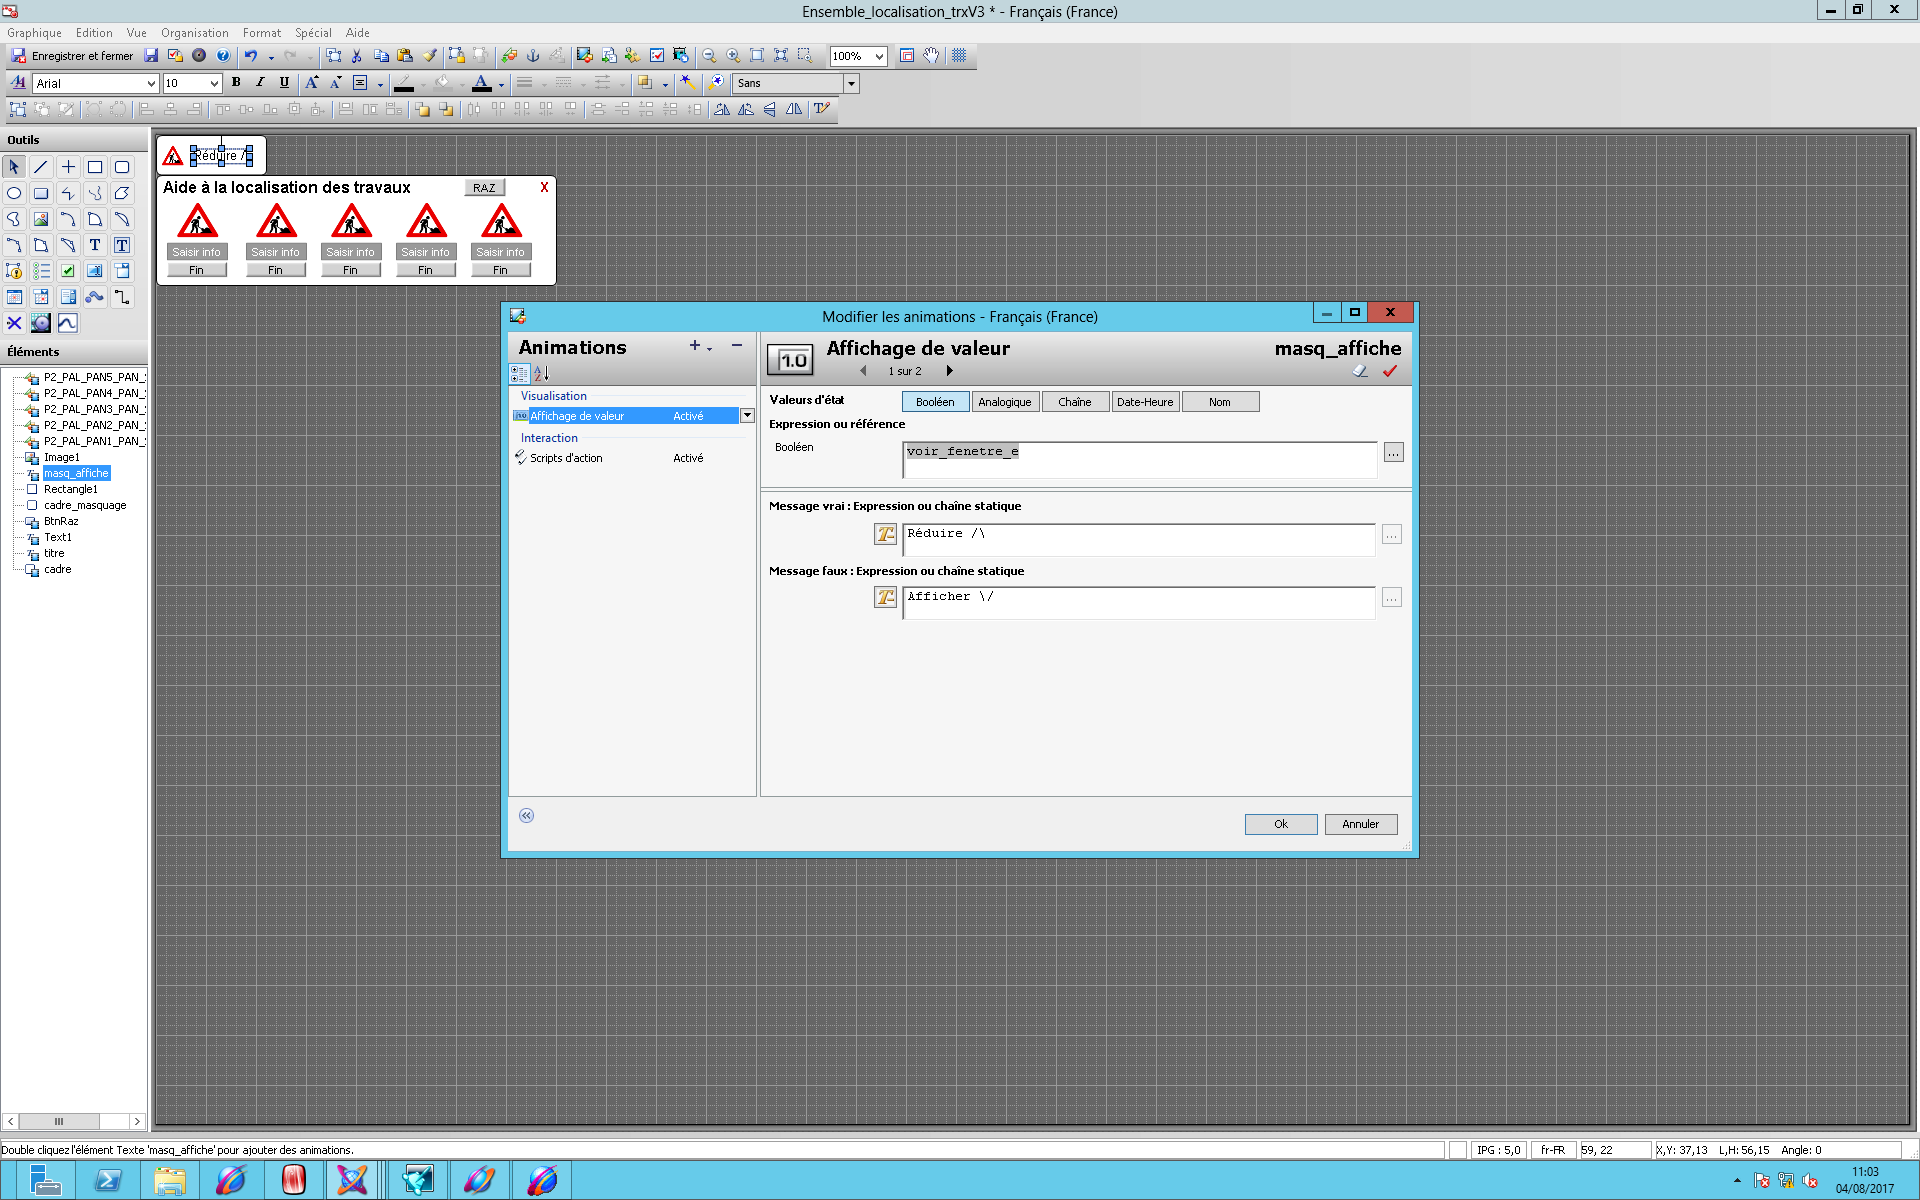 Ensemble_localisation_trxV3 * - Français (France)
Graphique Edition Vue Organisation Format Spécial Aide
Enregistrer et fermer 100%
Arial 10 B I U A A A Sans
Outils
Réduire /
Aide à la localisation des travaux RAZ X
Saisir info Saisir info Saisir info Saisir info Saisir info
Fin Fin Fin Fin Fin
Éléments
P2_PAL_PAN5_PAN_
P2_PAL_PAN4_PAN_
P2_PAL_PAN3_PAN_
P2_PAL_PAN2_PAN_
P2_PAL_PAN1_PAN_
Image1
masq_affiche
Rectangle1
cadre_masquage
BtnRaz
Text1
titre
cadre
Modifier les animations - Français (France)
Animations
Visualisation
Affichage de valeur Activé
Interaction
Scripts d'action Activé
1.0 Affichage de valeur masq_affiche
1 sur 2
Valeurs d'état Booléen Analogique Chaîne Date-Heure Nom
Expression ou référence
Booléen voir_fenetre_e ...
Message vrai : Expression ou chaîne statique
Réduire /\ ...
Message faux : Expression ou chaîne statique
Afficher \/ ...
Ok Annuler
Double cliquez l'élément Texte 'masq_affiche' pour ajouter des animations. IPG : 5,0 fr-FR 59, 22 X,Y: 37,13 L,H: 56,15 Angle: 0
11:03
04/08/2017